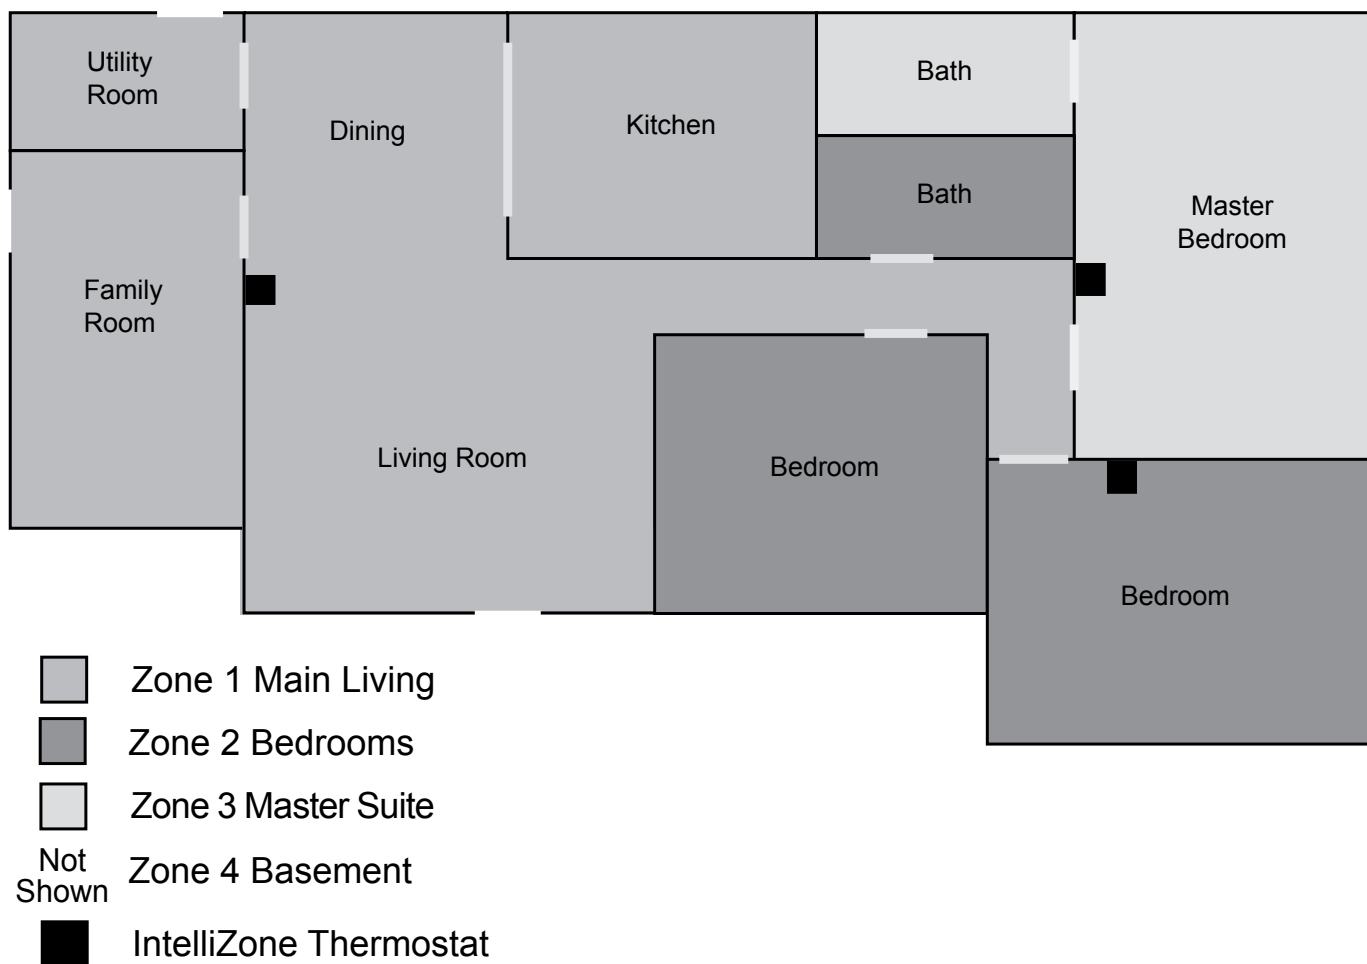 Utility
Room
Dining
Kitchen
Bath
Bath
Master
Bedroom
Family
Room
Living Room
Bedroom
Bedroom
Zone 1 Main Living
Zone 2 Bedrooms
Zone 3 Master Suite
Not
Shown
Zone 4 Basement
IntelliZone Thermostat